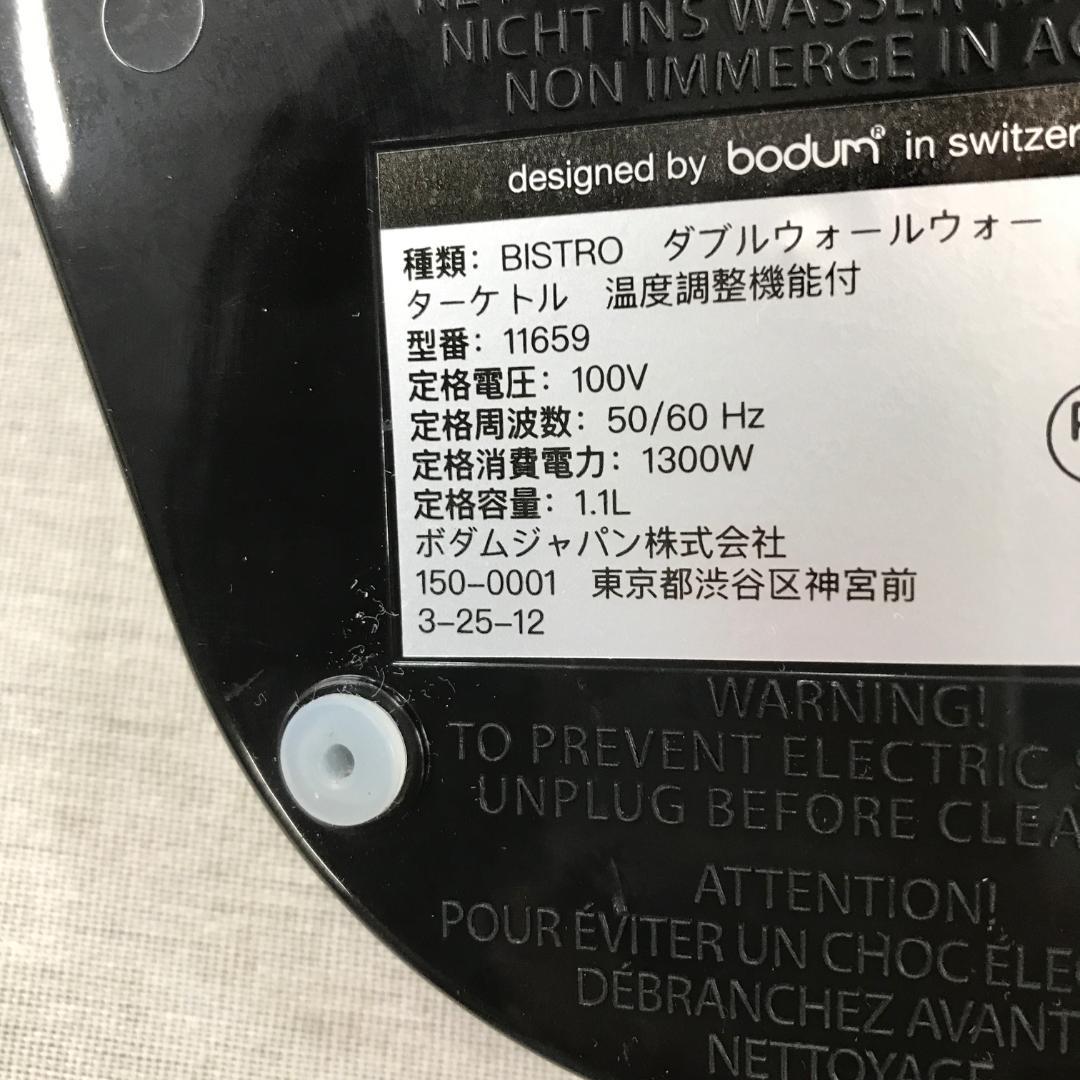 NICHT INS WASSER
NON IMMERGE IN
designed by bodum® in
種類: BISTRO ダブルウォールウォー
ターケトル 温度調整機能付
型番: 11659
定格電圧: 100V
定格周波数: 50/60 Hz
定格消費電力: 1300W
定格容量: 1.1L
ボダムジャパン株式会社
150-0001 東京都渋谷区神宮前
3-25-12
WARNING!
TO PREVENT ELECTRIC
UNPLUG BEFORE
ATTENTION!
POUR ÉVITER UN CHOC
DÉBRANCHEZ AVANT
NETTOYAGE